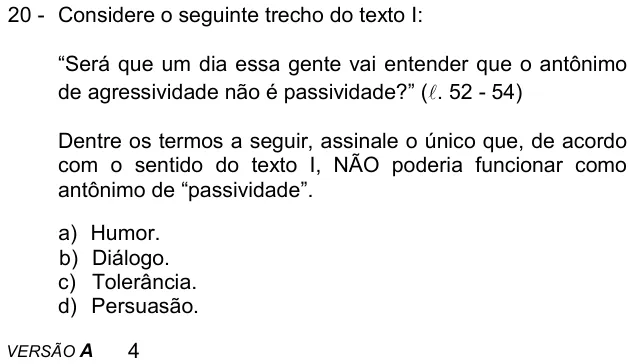 20 - Considere o seguinte trecho do texto I:
“Será que um dia essa gente vai entender que o antônimo
de agressividade não é passividade?” (ℓ. 52 - 54)
Dentre os termos a seguir, assinale o único que, de acordo
com o sentido do texto I, NÃO poderia funcionar como
antônimo de “passividade”.
a) Humor.
b) Diálogo.
c) Tolerância.
d) Persuasão.
VERSÃO A 4